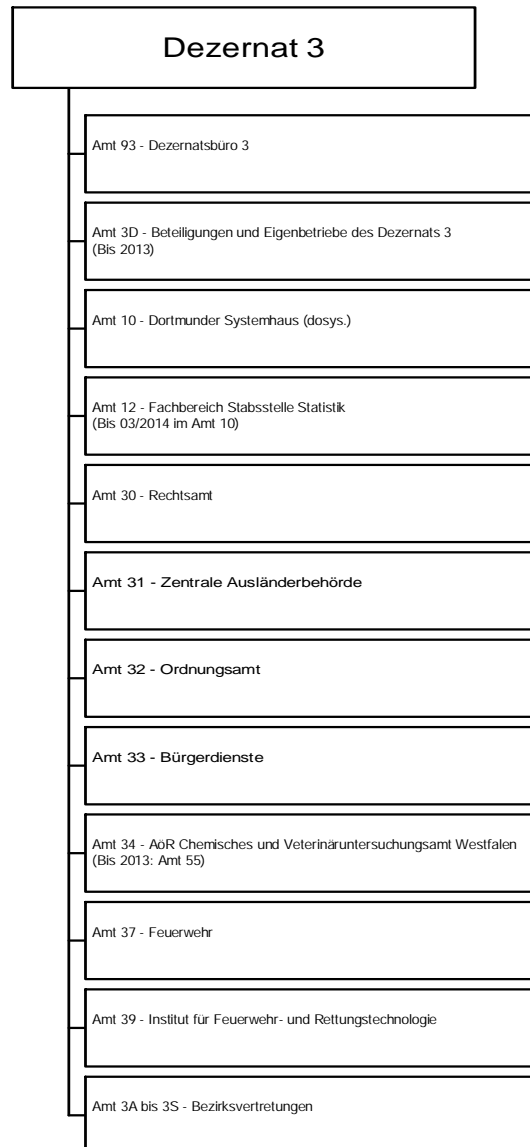 Dezernat 3
Amt 93 - Dezernatsbüro 3
Amt 3D - Beteiligungen und Eigenbetriebe des Dezernats 3
(Bis 2013)
Amt 10 - Dortmunder Systemhaus (dosys.)
Amt 12 - Fachbereich Stabsstelle Statistik
(Bis 03/2014 im Amt 10)
Amt 30 - Rechtsamt
Amt 31 - Zentrale Ausländerbehörde
Amt 32 - Ordnungsamt
Amt 33 - Bürgerdienste
Amt 34 - AöR Chemisches und Veterinäruntersuchungsamt Westfalen
(Bis 2013: Amt 55)
Amt 37 - Feuerwehr
Amt 39 - Institut für Feuerwehr- und Rettungstechnologie
Amt 3A bis 3S - Bezirksvertretungen